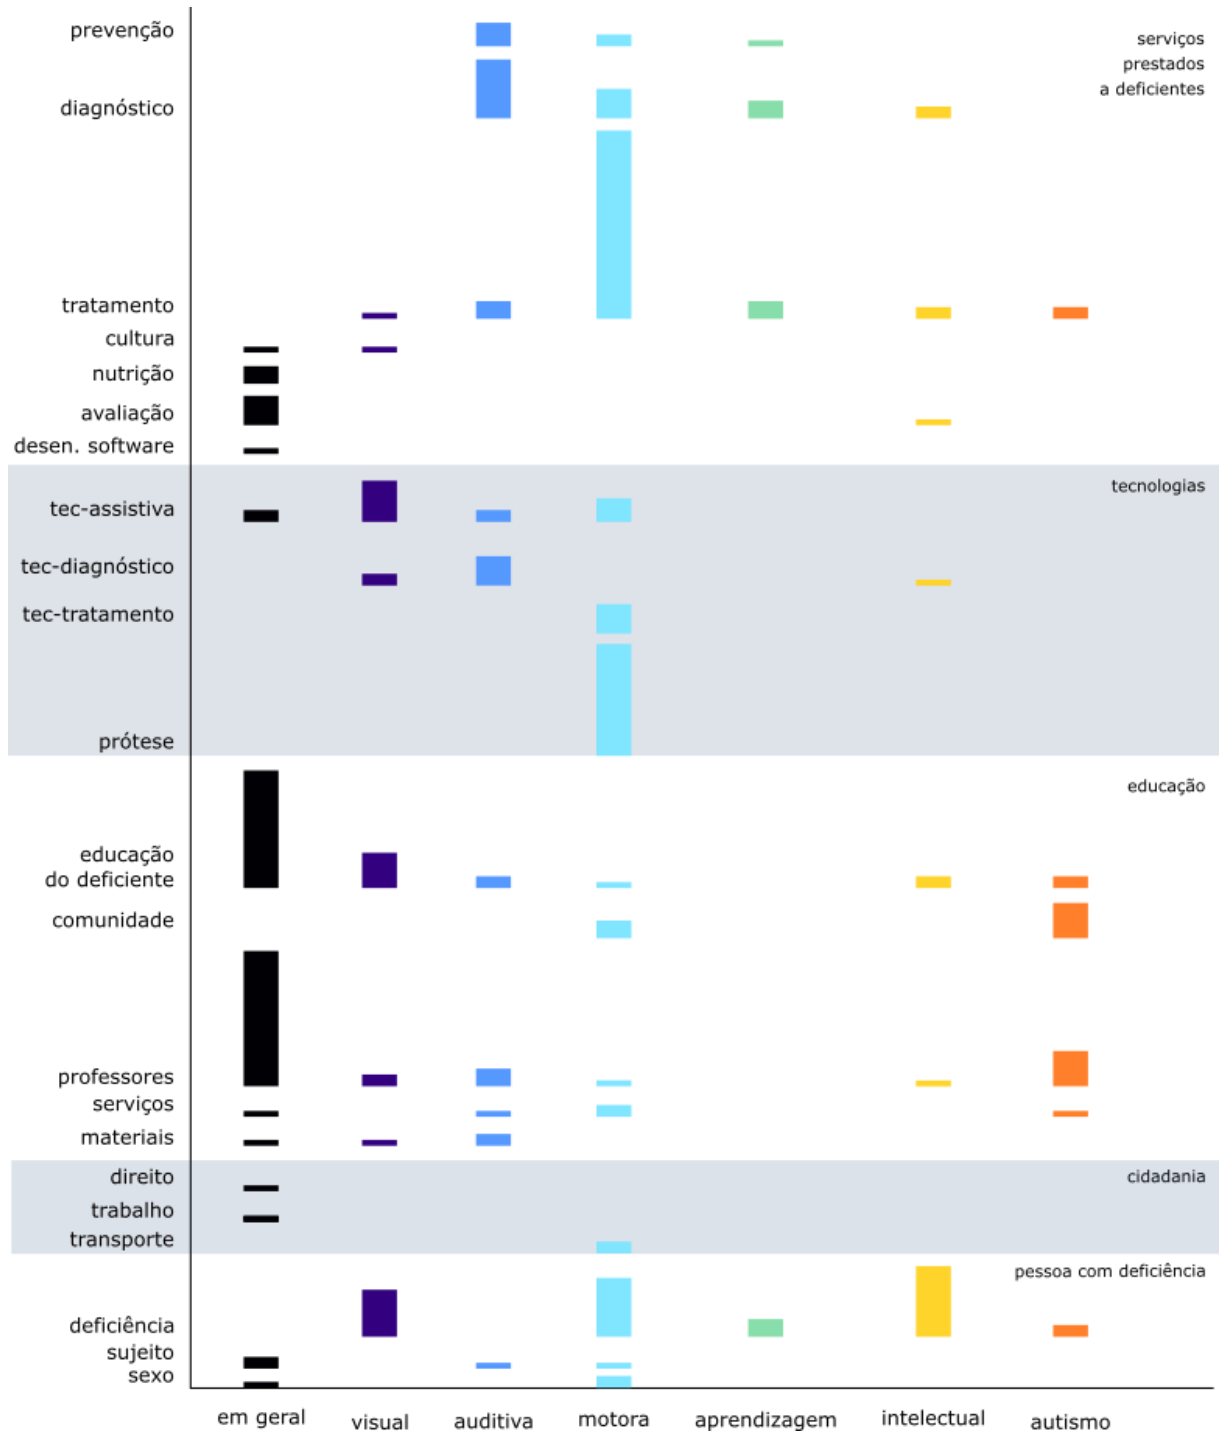 prevenção
serviços
prestados
a deficientes
diagnóstico
tratamento
cultura
nutrição
avaliação
desen. software
tecnologias
tec-assistiva
tec-diagnóstico
tec-tratamento
prótese
educação
educação
do deficiente
comunidade
professores
serviços
materiais
direito
cidadania
trabalho
transporte
pessoa com deficiência
deficiência
sujeito
sexo
em geral
visual
auditiva
motora
aprendizagem
intelectual
autismo